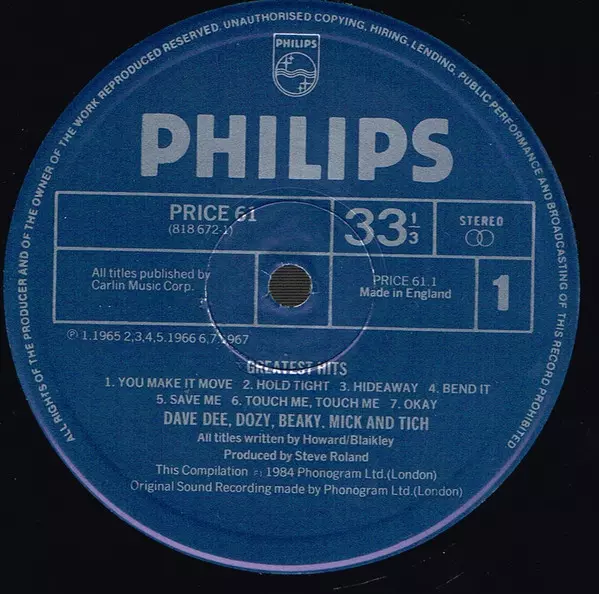 ALL RIGHTS OF THE PRODUCER AND OF THE OWNER OF THE WORK REPRODUCED RESERVED. UNAUTHORISED COPYING, HIRING, LENDING, PUBLIC PERFORMANCE AND BROADCASTING OF THIS RECORD PROHIBITED
PHILIPS
PHILIPS
PRICE 61
(818 672-1)
33 1/3
STEREO
All titles published by
Carlin Music Corp.
PRICE 61.1
Made in England
1
℗ 1.1965 2,3,4,5.1966 6,7.1967
GREATEST HITS
1. YOU MAKE IT MOVE 2. HOLD TIGHT 3. HIDEAWAY 4. BEND IT
5. SAVE ME 6. TOUCH ME, TOUCH ME 7. OKAY
DAVE DEE, DOZY, BEAKY, MICK AND TICH
All titles written by Howard/Blaikley
Produced by Steve Roland
This Compilation ℗ 1984 Phonogram Ltd.(London)
Original Sound Recording made by Phonogram Ltd.(London)